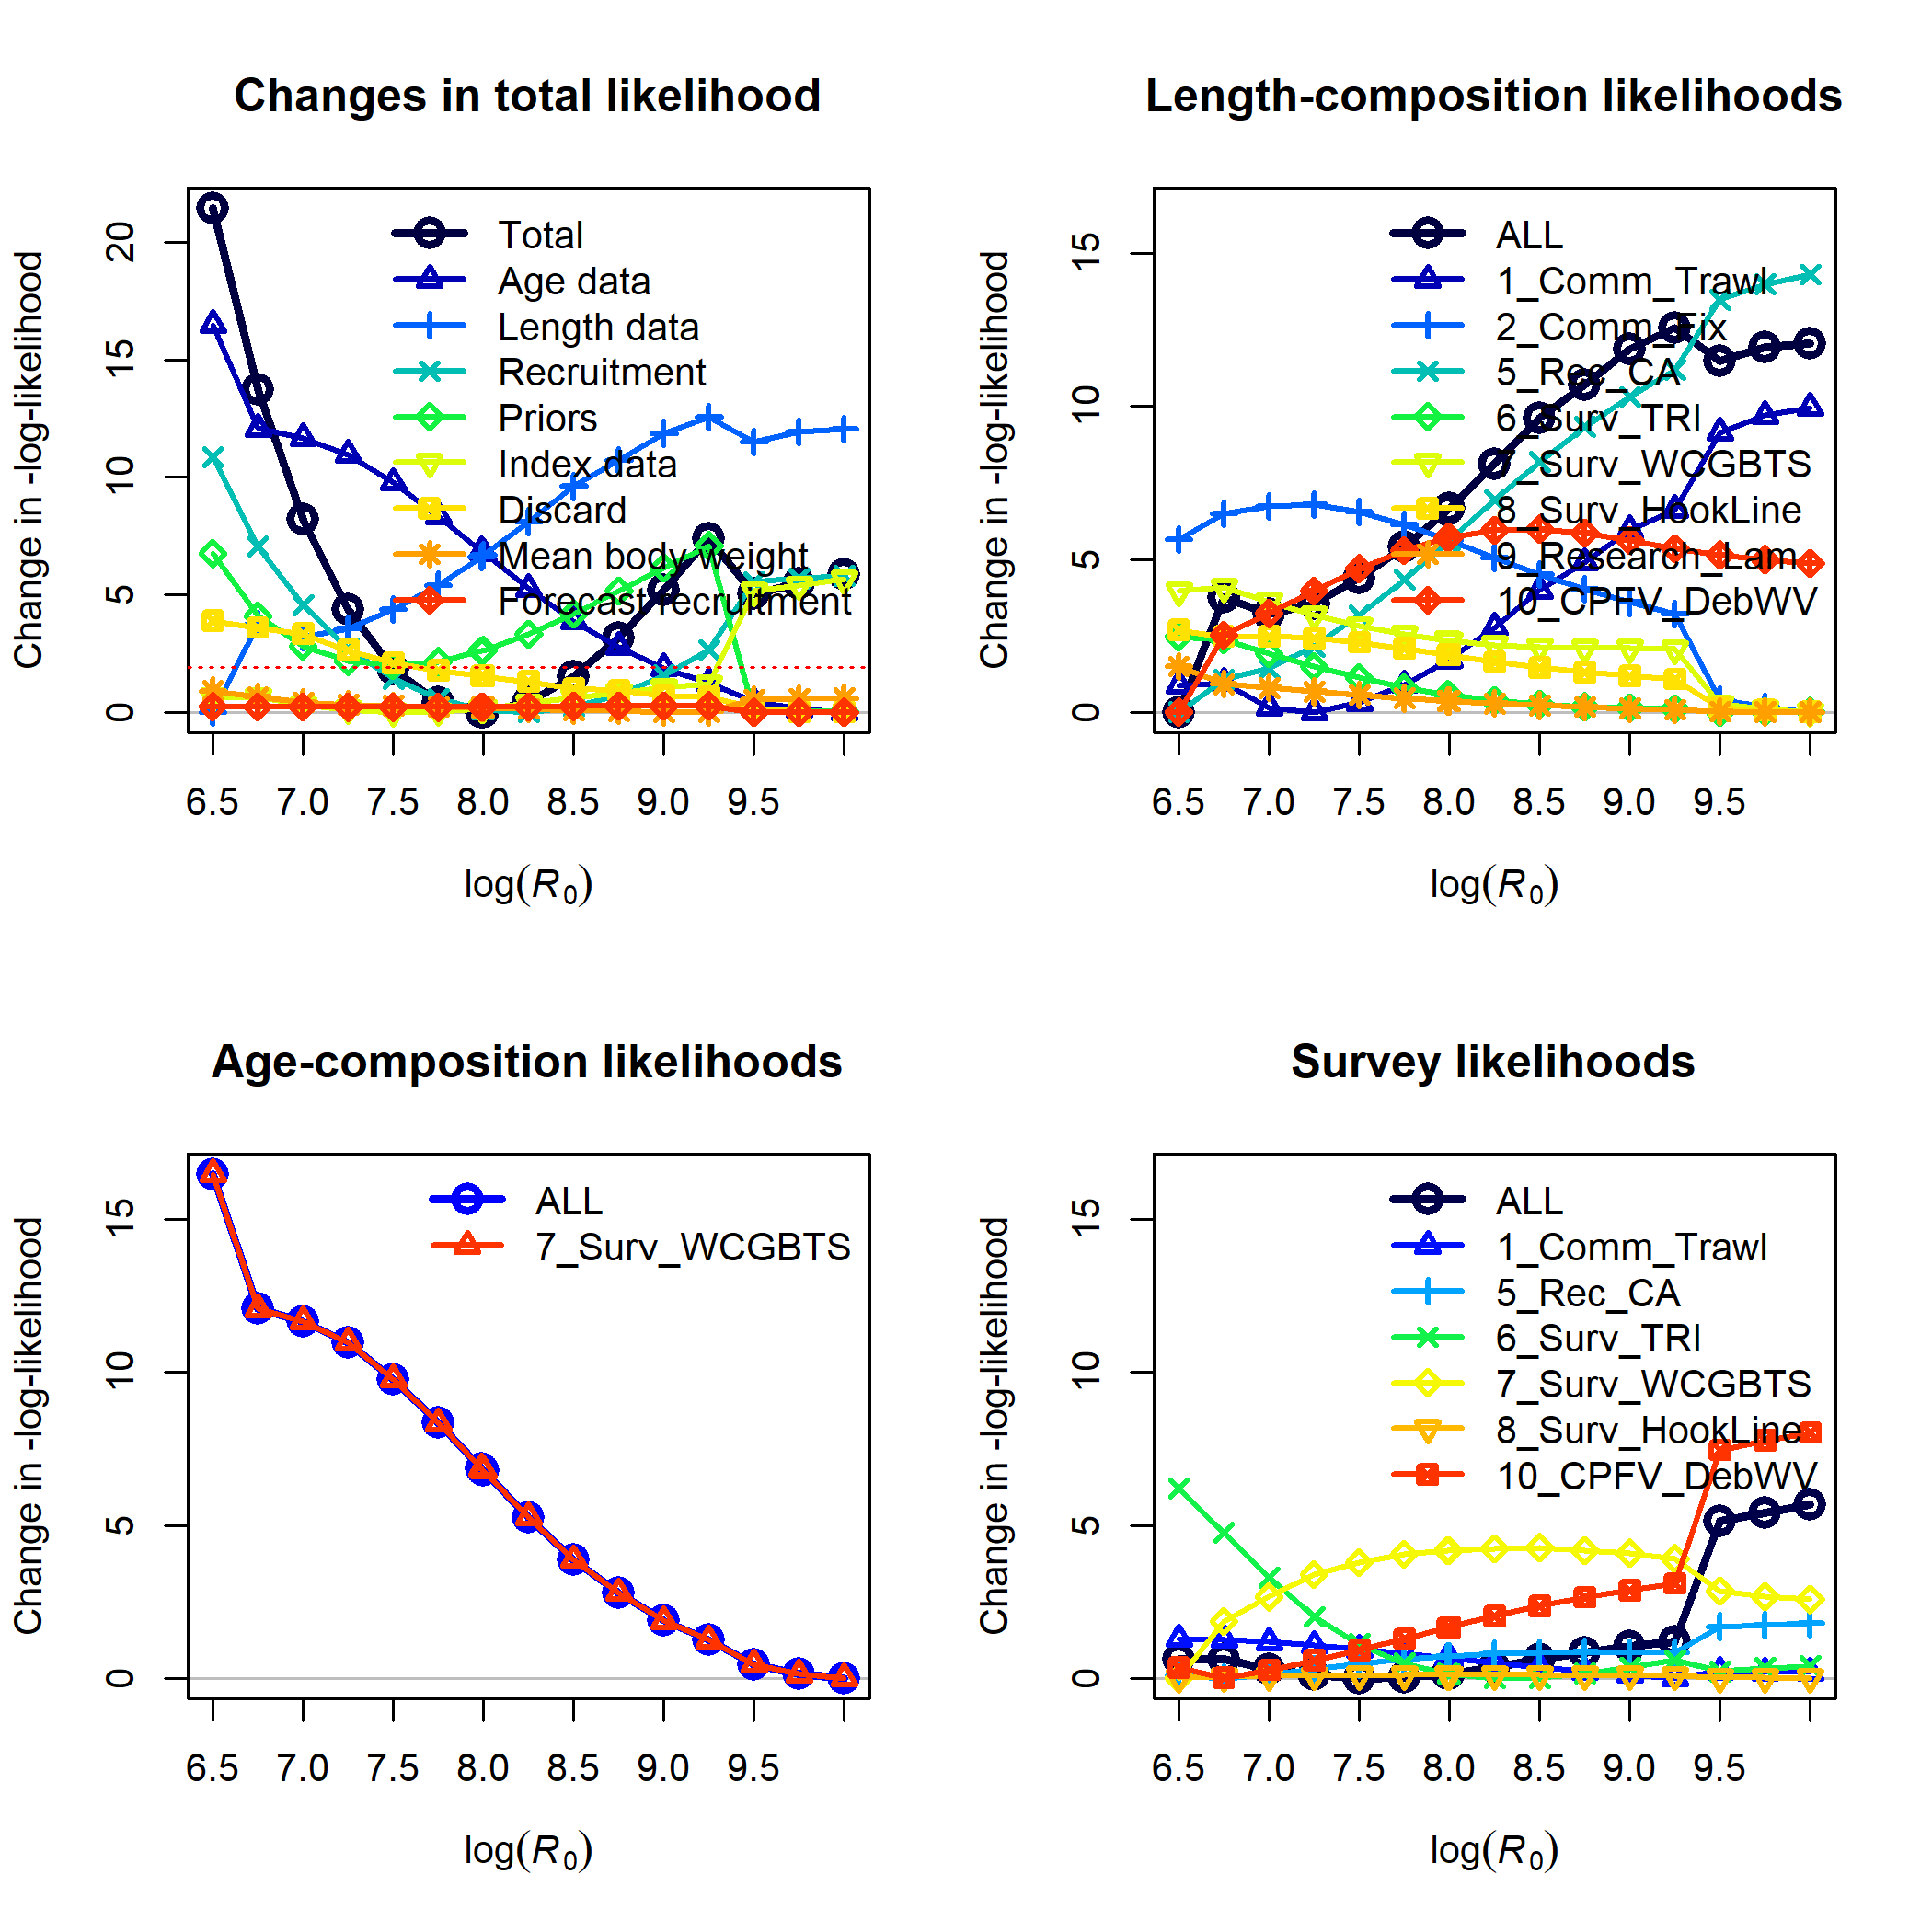 Changes in total likelihood
Change in -log-likelihood
20
15
10
5
0
Total
Age data
Length data
Recruitment
Priors
Index data
Discard
Mean body weight
Forecast recruitment
6.5 7.0 7.5 8.0 8.5 9.0 9.5
log(R0)
Length-composition likelihoods
Change in -log-likelihood
15
10
5
0
ALL
1_Comm_Trawl
2_Comm_Fix
5_Rec_CA
6_Surv_TRI
7_Surv_WCGBTS
8_Surv_HookLine
9_Research_Lam
10_CPFV_DebWV
6.5 7.0 7.5 8.0 8.5 9.0 9.5
log(R0)
Age-composition likelihoods
Change in -log-likelihood
15
10
5
0
ALL
7_Surv_WCGBTS
6.5 7.0 7.5 8.0 8.5 9.0 9.5
log(R0)
Survey likelihoods
Change in -log-likelihood
15
10
5
0
ALL
1_Comm_Trawl
5_Rec_CA
6_Surv_TRI
7_Surv_WCGBTS
8_Surv_HookLine
10_CPFV_DebWV
6.5 7.0 7.5 8.0 8.5 9.0 9.5
log(R0)